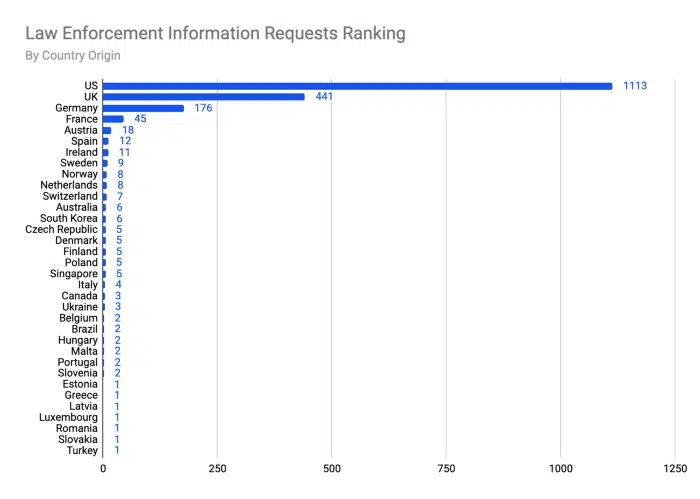 Law Enforcement Information Requests Ranking
By Country Origin
US 1113
UK 441
Germany 176
France 45
Austria 18
Spain 12
Ireland 11
Sweden 9
Norway 8
Netherlands 8
Switzerland 7
Australia 6
South Korea 6
Czech Republic 5
Denmark 5
Finland 5
Poland 5
Singapore 5
Italy 4
Canada 3
Ukraine 3
Belgium 2
Brazil 2
Hungary 2
Malta 2
Portugal 2
Slovenia 2
Estonia 1
Greece 1
Latvia 1
Luxembourg 1
Romania 1
Slovakia 1
Turkey 1
0 250 500 750 1000 1250